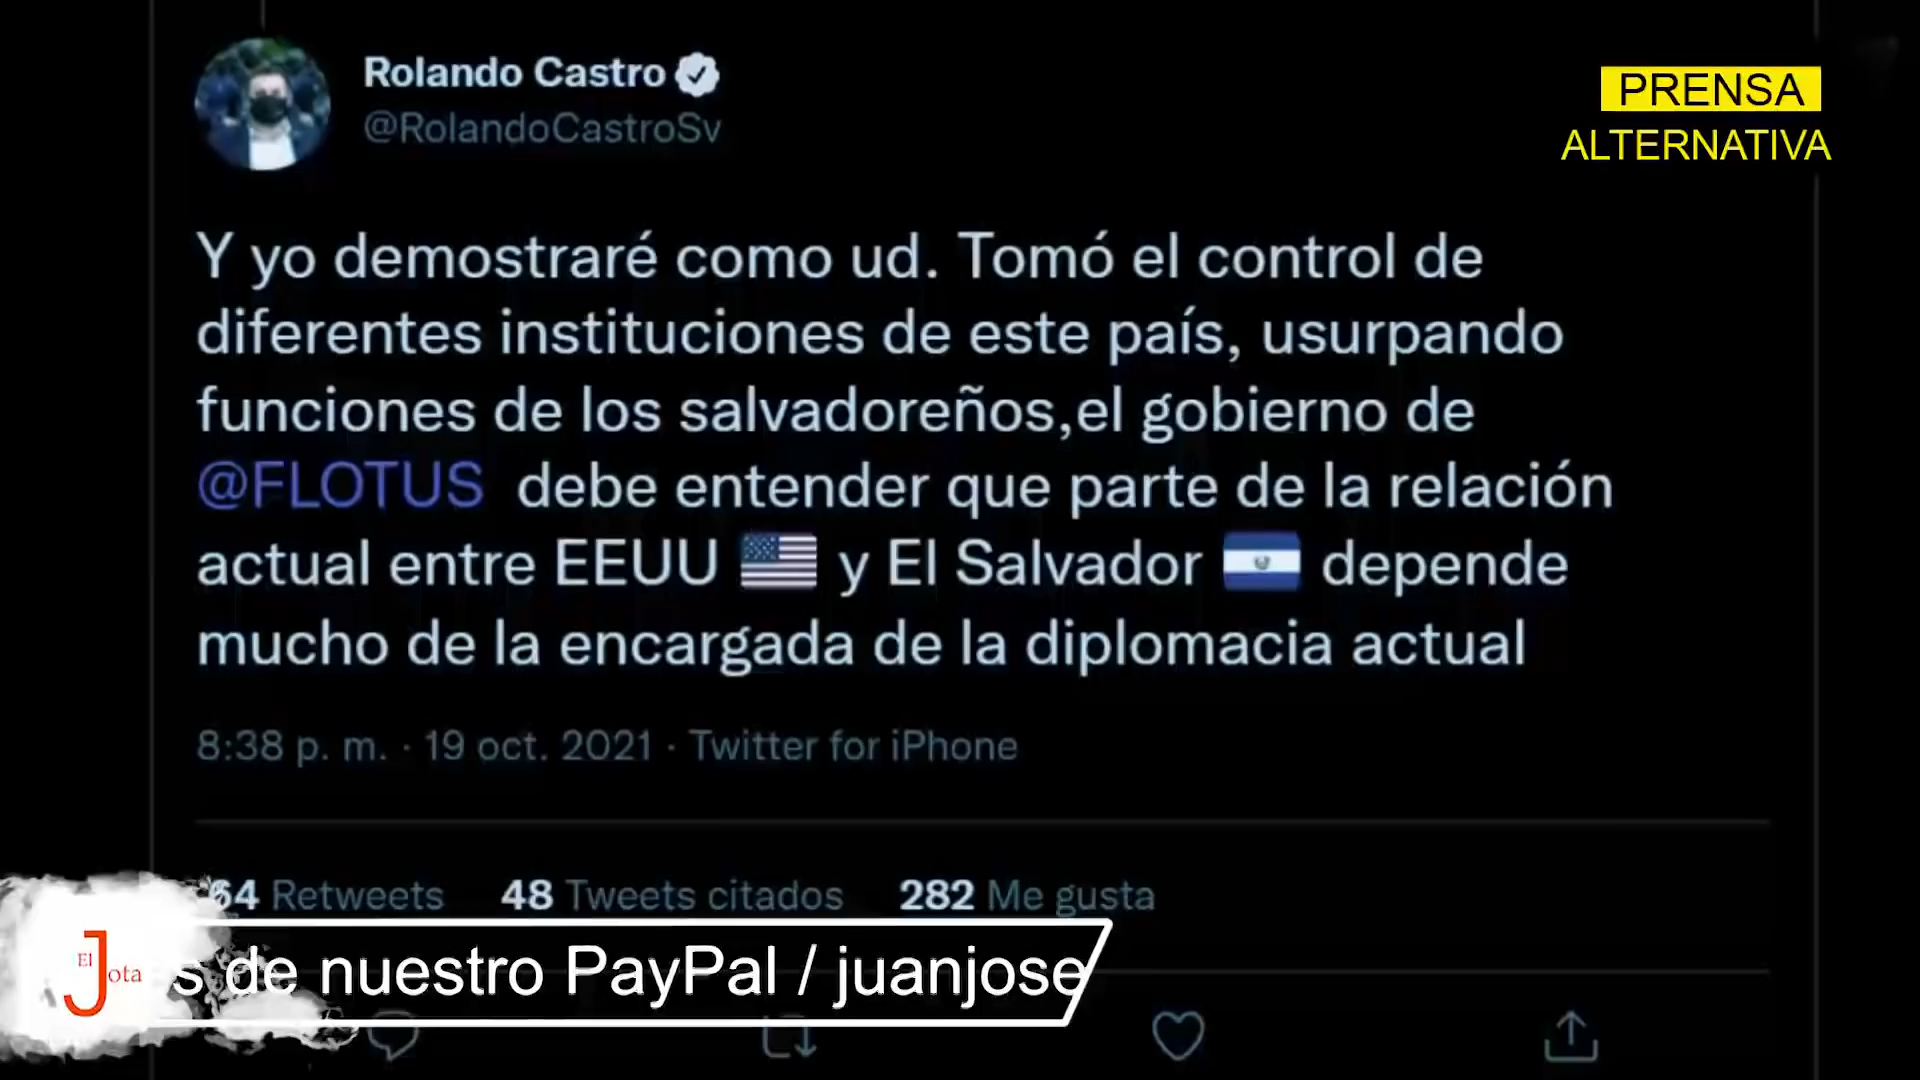 Rolando Castro
@RolandoCastroSv
PRENSA
ALTERNATIVA
Y yo demostraré como ud. Tomó el control de
diferentes instituciones de este país, usurpando
funciones de los salvadoreños,el gobierno de
@FLOTUS debe entender que parte de la relación
actual entre EEUU 🇺🇸 y El Salvador 🇸🇻 depende
mucho de la encargada de la diplomacia actual
8:38 p. m. · 19 oct. 2021 · Twitter for iPhone
64 Retweets 48 Tweets citados 282 Me gusta
El Jota
s de nuestro PayPal / juanjose